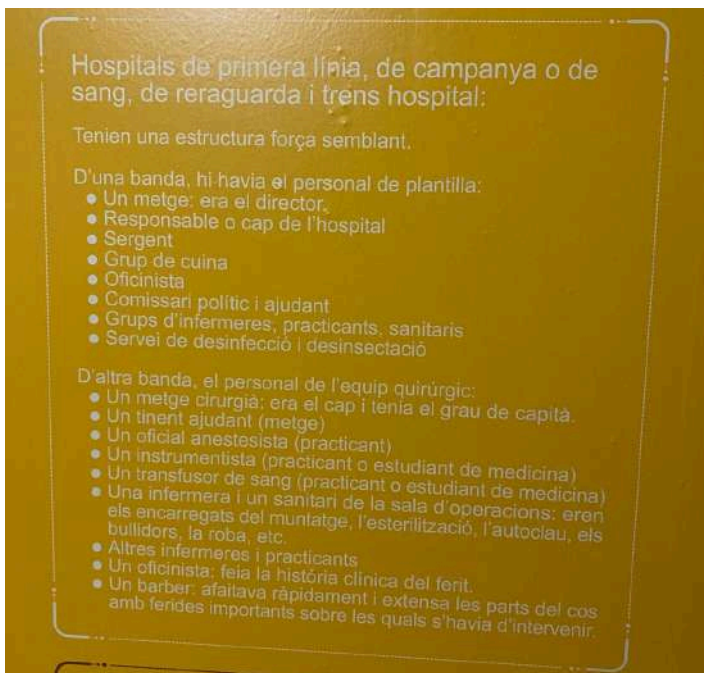 Hospitals de primera línia, de campanya o de
sang, de reraguarda i trens hospital:
Tenien una estructura força semblant.
D'una banda, hi havia el personal de plantilla:
● Un metge: era el director.
● Responsable o cap de l'hospital
● Sergent
● Grup de cuina
● Oficinista
● Comissari polític i ajudant
● Grups d'infermeres, practicants, sanitaris
● Servei de desinfecció i desinsectació
D'altra banda, el personal de l'equip quirúrgic:
● Un metge cirurgià: era el cap i tenia el grau de capità.
● Un tinent ajudant (metge)
● Un oficial anestesista (practicant)
● Un instrumentista (practicant o estudiant de medicina)
● Un transfusor de sang (practicant o estudiant de medicina)
● Una infermera i un sanitari de la sala d'operacions: eren
els encarregats del muntatge, l'esterilització, l'autoclau, els
bullidors, la roba, etc.
● Altres infermeres i practicants
● Un oficinista: feia la història clínica del ferit.
● Un barber: afaitava ràpidament i extensa les parts del cos
amb ferides importants sobre les quals s'havia d'intervenir.